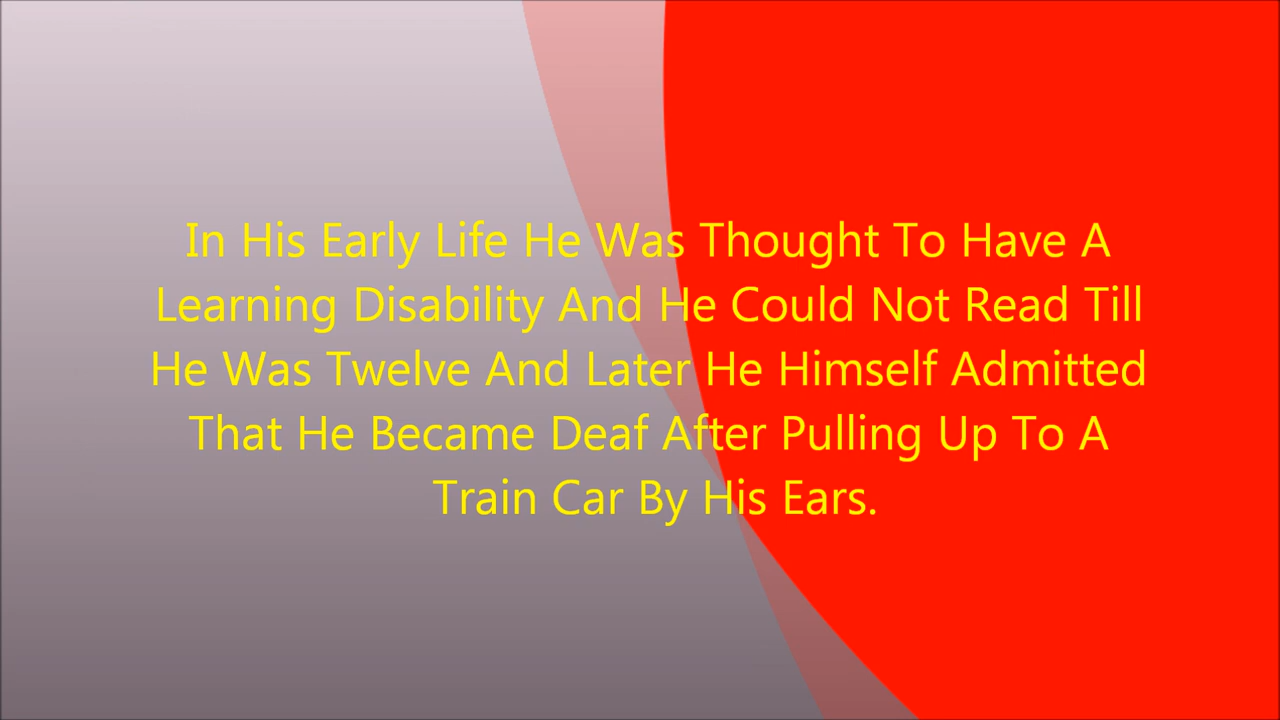 In His Early Life He Was Thought To Have A
Learning Disability And He Could Not Read Till
He Was Twelve And Later He Himself Admitted
That He Became Deaf After Pulling Up To A
Train Car By His Ears.